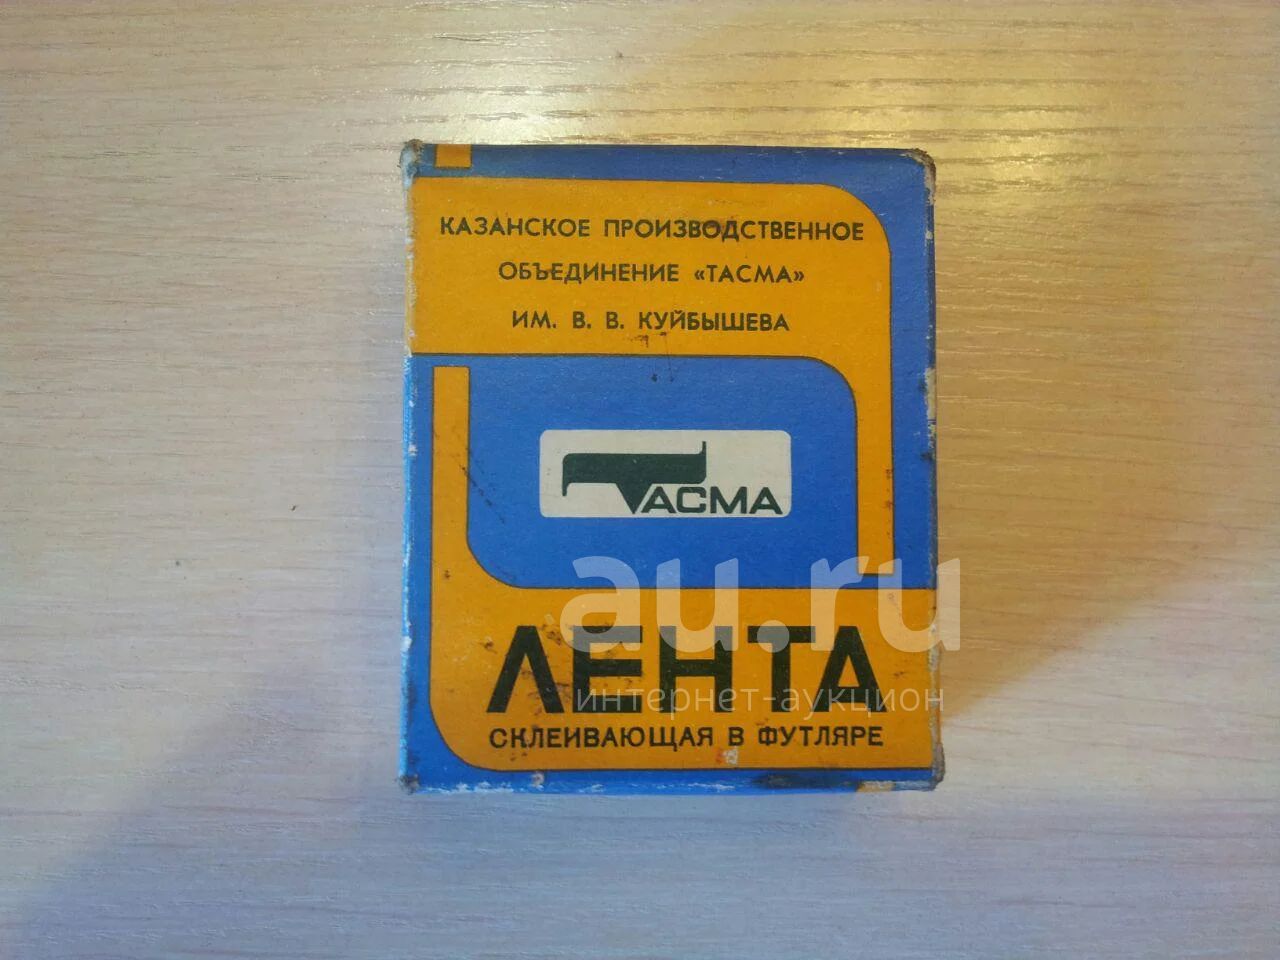 КАЗАНСКОЕ ПРОИЗВОДСТВЕННОЕ
ОБЪЕДИНЕНИЕ «ТАСМА»
ИМ. В. В. КУЙБЫШЕВА
ТАСМА
au.ru
ЛЕНТА
интернет-аукцион
СКЛЕИВАЮЩАЯ В ФУТЛЯРЕ